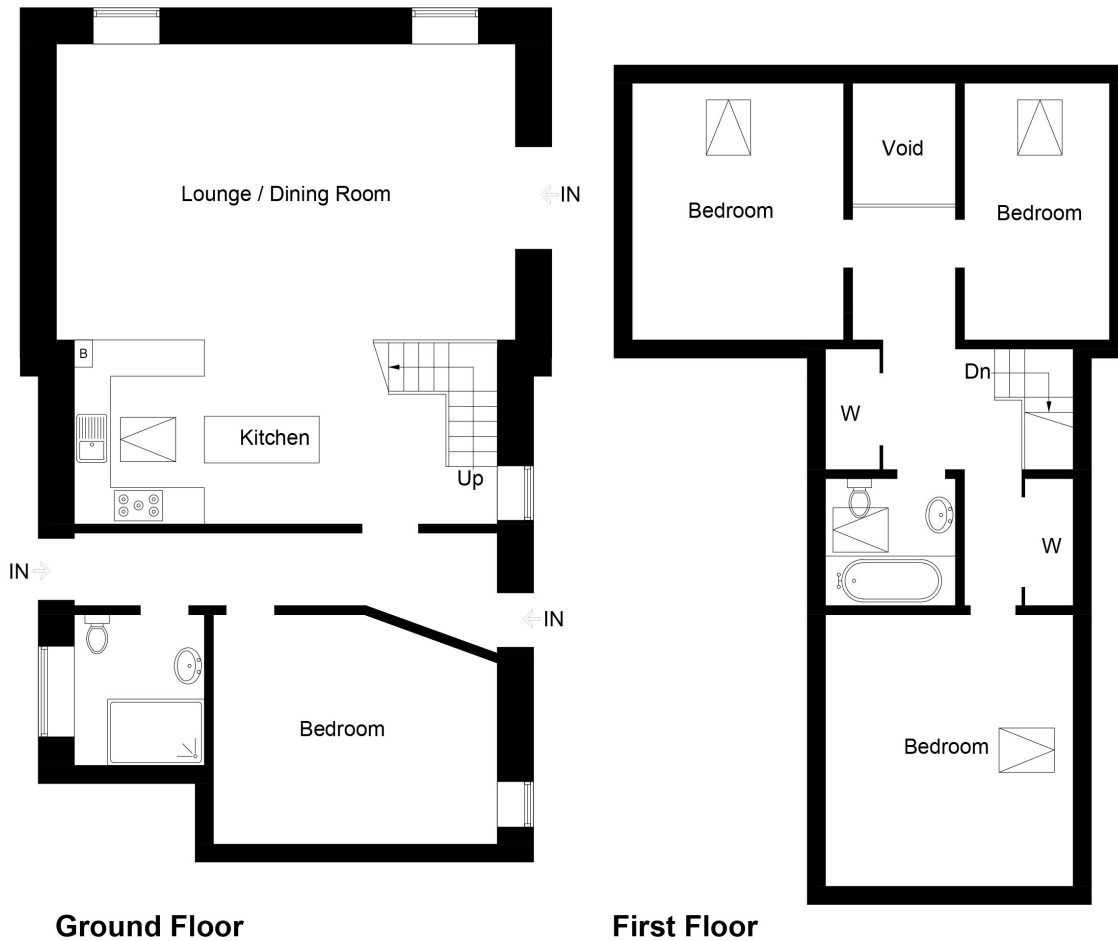 Lounge / Dining Room
IN
B
Kitchen
Up
IN
IN
Bedroom
Ground Floor
Bedroom
Void
Bedroom
Dn
W
W
Bedroom
First Floor